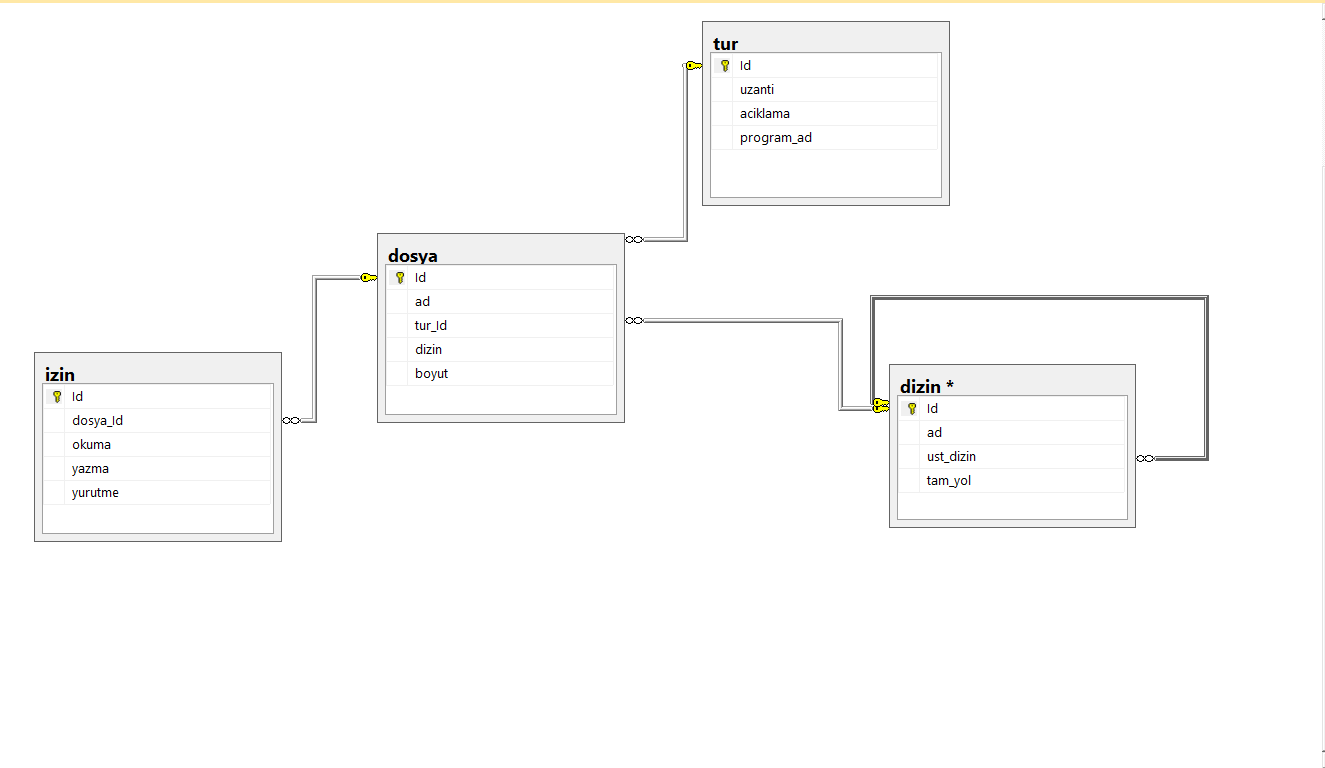 tur
Id
uzanti
aciklama
program_ad
dosya
Id
ad
tur_Id
dizin
boyut
izin
Id
dosya_Id
okuma
yazma
yurutme
dizin *
Id
ad
ust_dizin
tam_yol